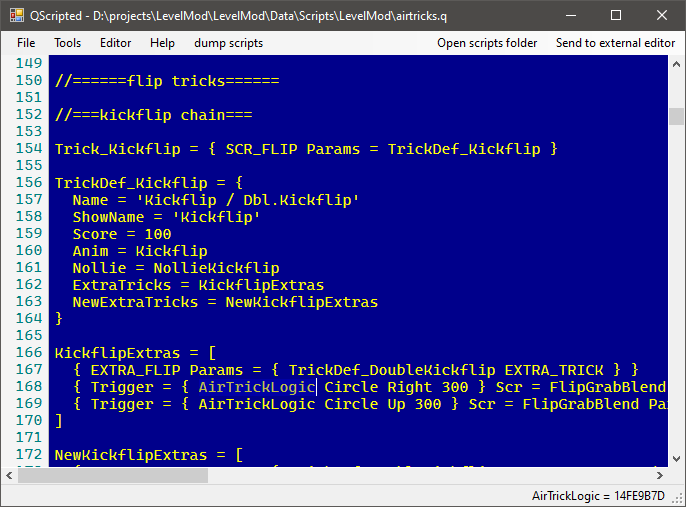 QScripted - D:\projects\LevelMod\LevelMod\Data\Scripts\LevelMod\airtricks.q
File Tools Editor Help dump scripts Open scripts folder Send to external editor
149
150 //======flip tricks======
151
152 //===kickflip chain===
153
154 Trick_Kickflip = { SCR_FLIP Params = TrickDef_Kickflip }
155
156 TrickDef_Kickflip = {
157 Name = 'Kickflip / Dbl.Kickflip'
158 ShowName = 'Kickflip'
159 Score = 100
160 Anim = Kickflip
161 Nollie = NollieKickflip
162 ExtraTricks = KickflipExtras
163 NewExtraTricks = NewKickflipExtras
164 }
165
166 KickflipExtras = [
167 { EXTRA_FLIP Params = { TrickDef_DoubleKickflip EXTRA_TRICK } }
168 { Trigger = { AirTrickLogic Circle Right 300 } Scr = FlipGrabBlend
169 { Trigger = { AirTrickLogic Circle Up 300 } Scr = FlipGrabBlend Pa
170 ]
171
172 NewKickflipExtras = [
AirTrickLogic = 14FE9B7D